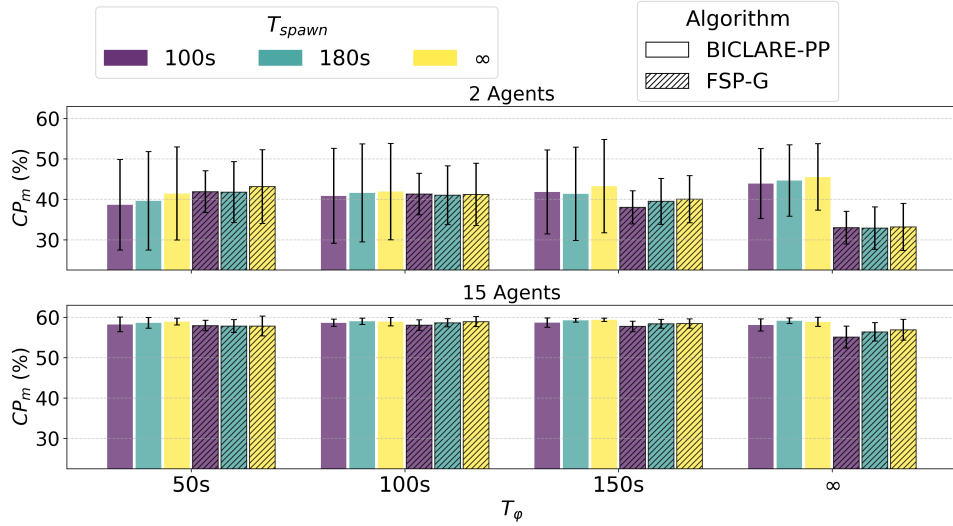 T_spawn
100s 180s ∞
Algorithm
BICLARE-PP
FSP-G
2 Agents
60
50
40
30
CP_m (%)
15 Agents
60
50
40
30
CP_m (%)
50s 100s 150s ∞
T_φ